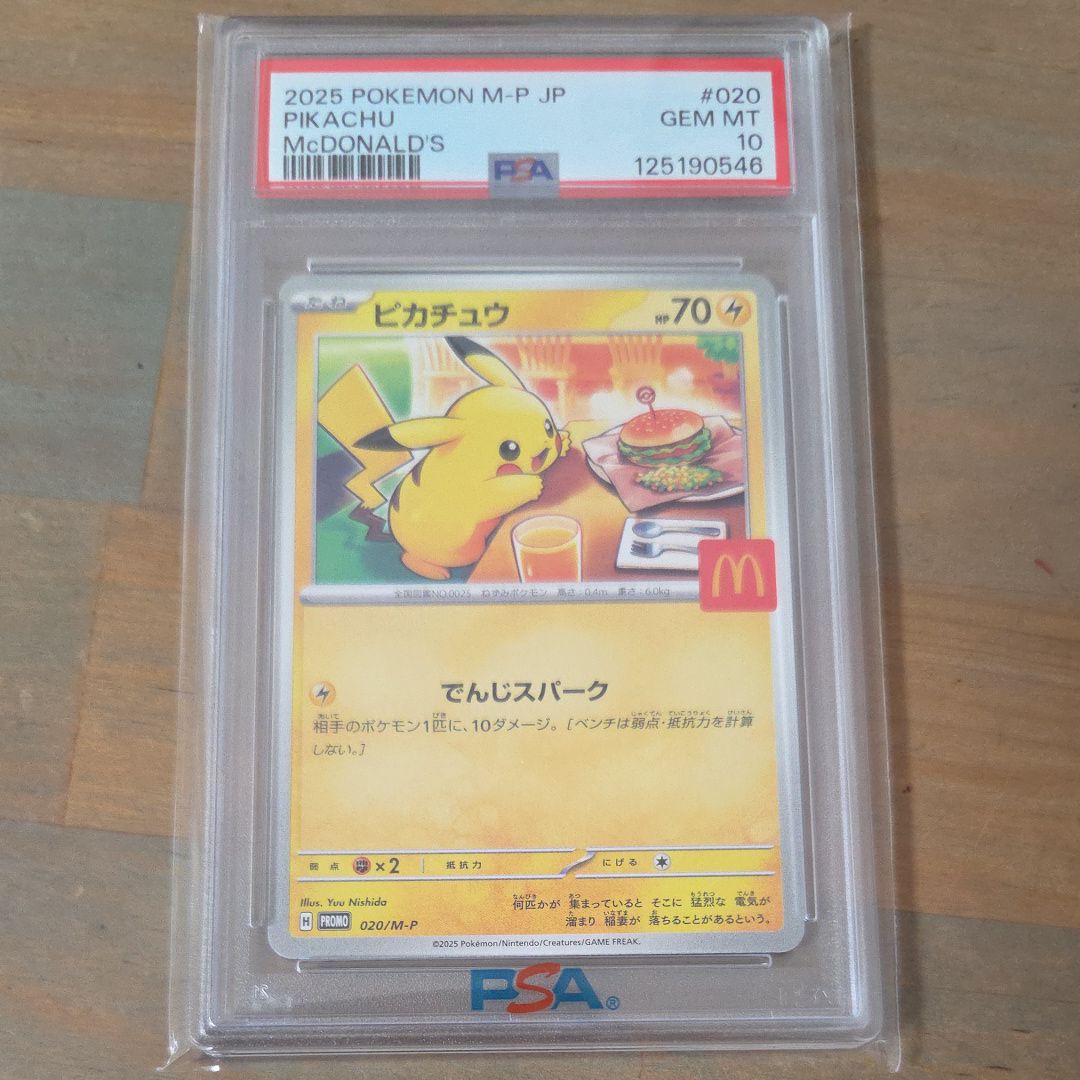 2025 POKEMON M-P JP #020
PIKACHU GEM MT
McDONALD'S 10
PSA 125190546
たね ピカチュウ HP70
M
全国図鑑NO.0025 ねずみポケモン 高さ:0.4m 重さ:6.0kg
でんじスパーク
相手のポケモン1匹に、10ダメージ。[ベンチは弱点・抵抗力を計算
しない。]
弱点 ×2 抵抗力 にげる
Illus. Yuu Nishida
何匹かが 集まっていると そこに 猛烈な 電気が
溜まり 稲妻が 落ちることがあるという。
H PROMO 020/M-P
©2025 Pokémon/Nintendo/Creatures/GAME FREAK.
PSA®